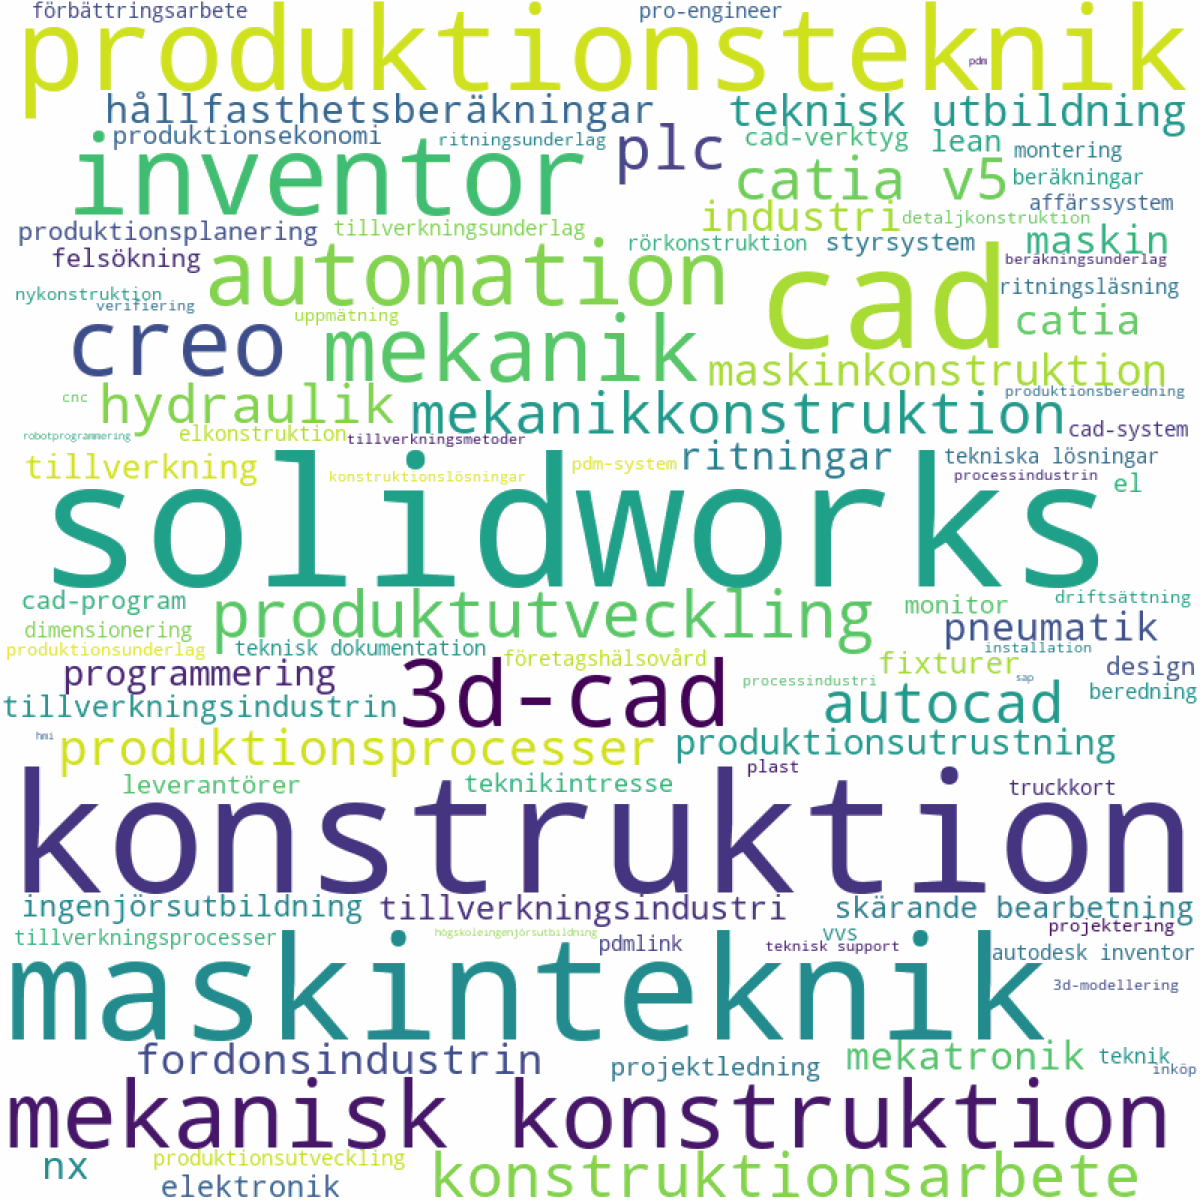 förbättringsarbete pro-engineer
produktionsteknik pdm
hållfasthetsberäkningar teknisk utbildning
produktionsekonomi ritningsunderlag plc cad-verktyg lean montering
inventor catia v5 beräkningar
industri detaljkonstruktion affärssystem
produktionsplanering tillverkningsunderlag rörkonstruktion styrsystem maskin
felsökning automation cad beräkningsunderlag
nykonstruktion verifiering uppmätning ritningsläsning
creo mekanik catia
maskinkonstruktion
cnc hydraulik mekanikkonstruktion produktionsberedning
robotprogrammering elkonstruktion tillverkningsmetoder cad-system
tillverkning konstruktionslösningar pdm-system ritningar tekniska lösningar
processindustrin el
solidworks
cad-program produktutveckling monitor driftsättning
dimensionering pneumatik
produktionsunderlag teknisk dokumentation företagshälsovård fixturer installation design
programmering 3d-cad processindustri sap beredning
tillverkningsindustrin autocad
hmi produktionsprocesser produktionsutrustning
leverantörer teknikintresse plast truckkort
konstruktion
ingenjörsutbildning tillverkningsindustri skärande bearbetning
tillverkningsprocesser högskoleingenjörsutbildning pdmlink vvs projektering
teknisk support autodesk inventor
maskinteknik 3d-modellering
fordonsindustrin projektledning mekatronik teknik inköp
mekanisk konstruktion
nx produktionsutveckling konstruktionsarbete
elektronik